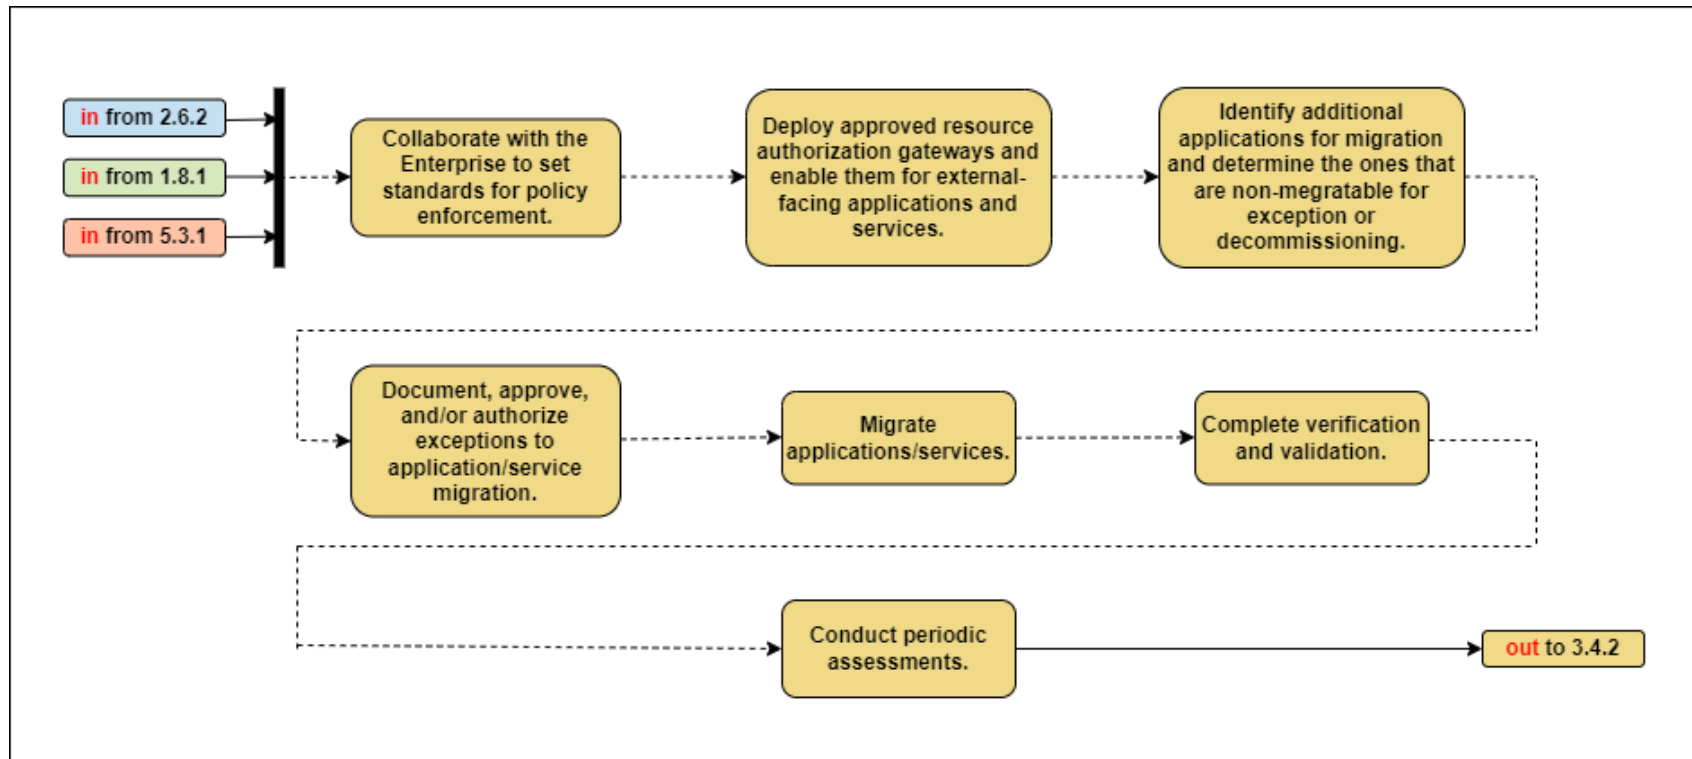 in from 2.6.2
in from 1.8.1
in from 5.3.1
Collaborate with the
Enterprise to set
standards for policy
enforcement.
Deploy approved resource
authorization gateways and
enable them for external-
facing applications and
services.
Identify additional
applications for migration
and determine the ones that
are non-megratable for
exception or
decommissioning.
Document, approve,
and/or authorize
exceptions to
application/service
migration.
Migrate
applications/services.
Complete verification
and validation.
Conduct periodic
assessments.
out to 3.4.2